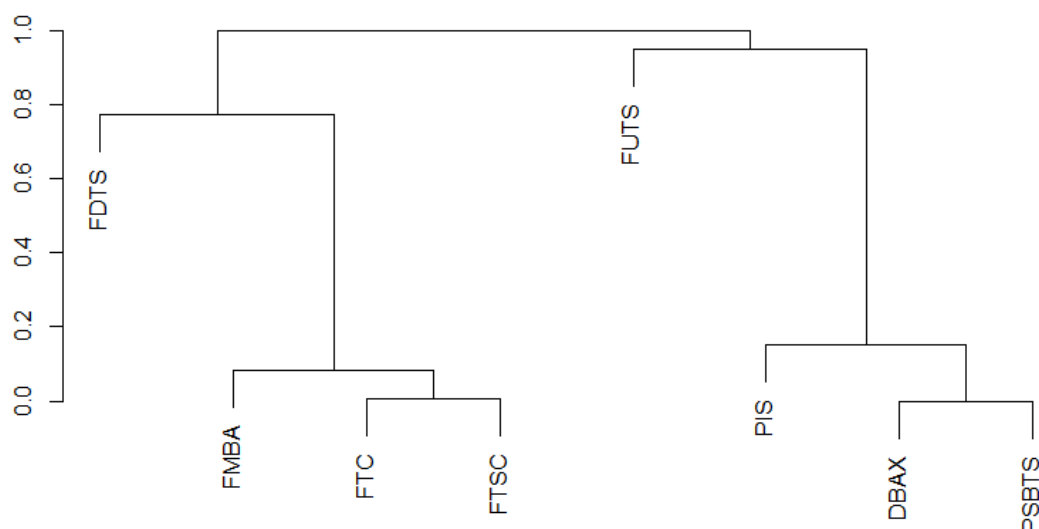 1.0
0.8
0.6
0.4
0.2
0.0
FDTS
FMBA
FTC
FTSC
FUTS
PIS
DBAX
PSBTS